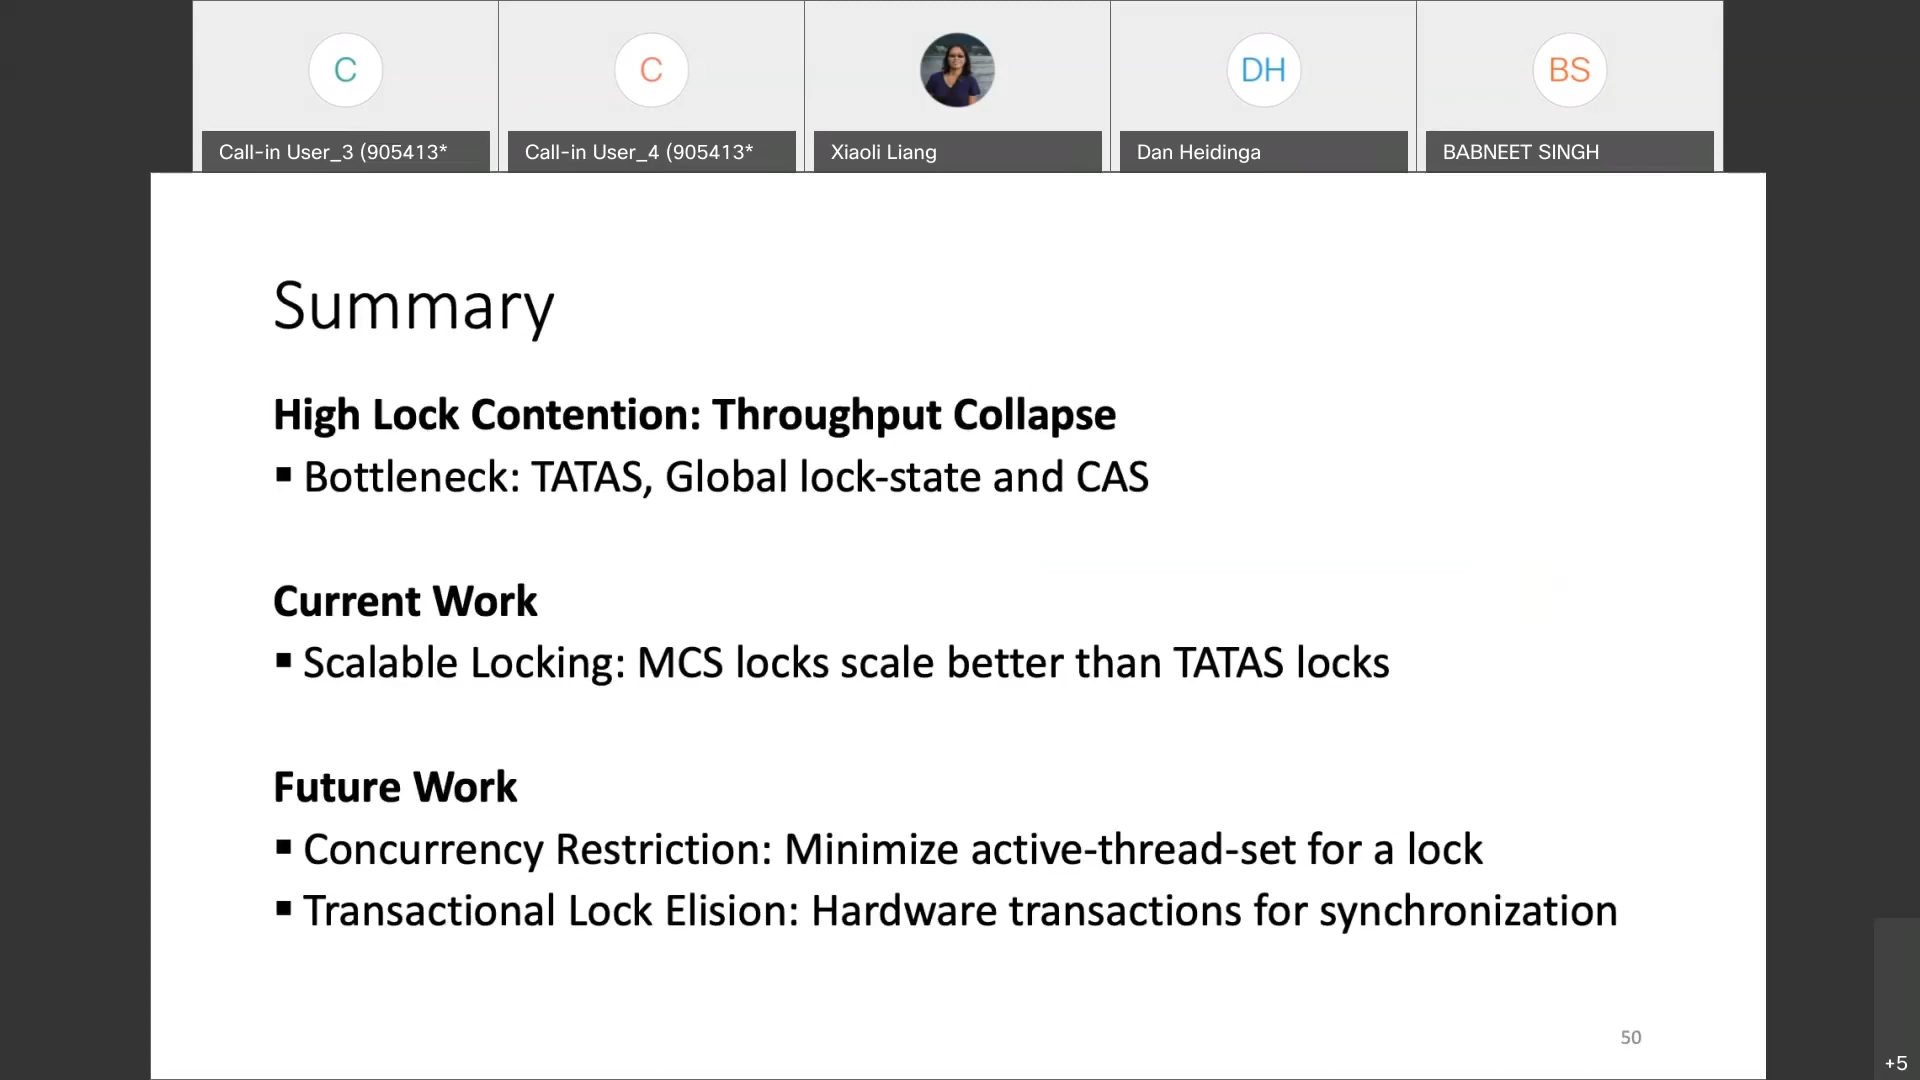 C
C
DH
BS
Call-in User_3 (905413*
Call-in User_4 (905413*
Xiaoli Liang
Dan Heidinga
BABNEET SINGH
Summary
High Lock Contention: Throughput Collapse
▪ Bottleneck: TATAS, Global lock-state and CAS
Current Work
▪ Scalable Locking: MCS locks scale better than TATAS locks
Future Work
▪ Concurrency Restriction: Minimize active-thread-set for a lock
▪ Transactional Lock Elision: Hardware transactions for synchronization
50
+5